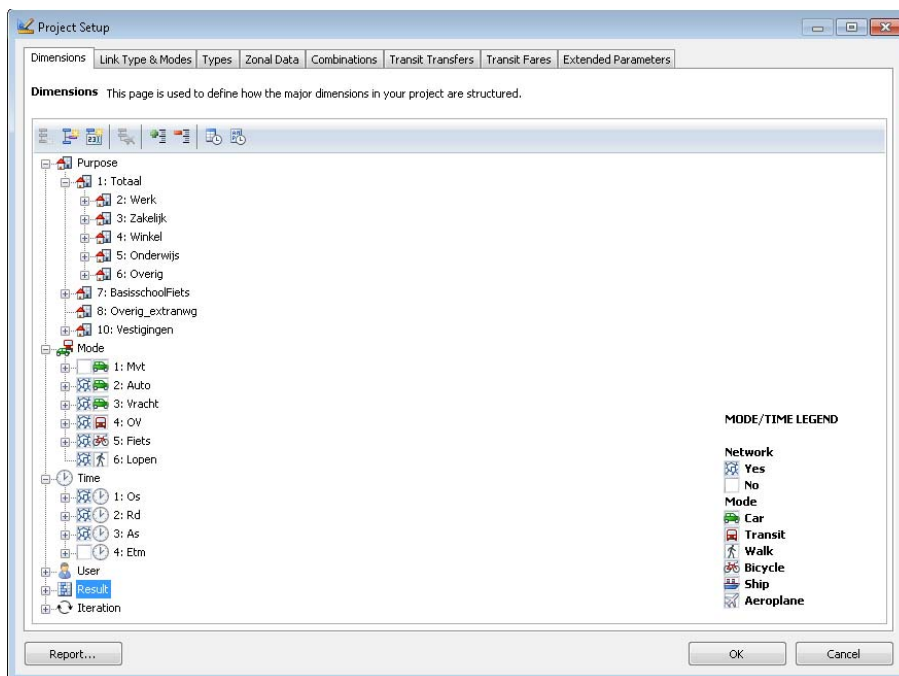 Project Setup
Dimensions Link Type & Modes Types Zonal Data Combinations Transit Transfers Transit Fares Extended Parameters
Dimensions This page is used to define how the major dimensions in your project are structured.
Purpose
1: Totaal
2: Werk
3: Zakelijk
4: Winkel
5: Onderwijs
6: Overig
7: BasisschoolFiets
8: Overig_extranwg
10: Vestigingen
Mode
1: Mvt
2: Auto
3: Vracht
4: OV
5: Fiets
6: Lopen
Time
1: Os
2: Rd
3: As
4: Etm
User
Result
Iteration
MODE/TIME LEGEND
Network
Yes
No
Mode
Car
Transit
Walk
Bicycle
Ship
Aeroplane
Report... OK Cancel